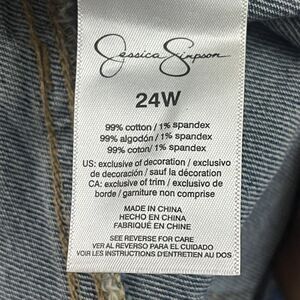 Jessica Simpson
24W
99% cotton / 1% spandex
99% algodón / 1% spandex
99% coton / 1% spandex
US: exclusive of decoration / exclusivo
de decoración / sauf la décoration
CA: exclusive of trim / exclusivo de
borde / garniture non comprise
MADE IN CHINA
HECHO EN CHINA
FABRIQUÉ EN CHINE
SEE REVERSE FOR CARE
VER AL REVERSO PARA EL CUIDADO
VOIR LES INSTRUCTIONS D'ENTRETIEN AU DOS